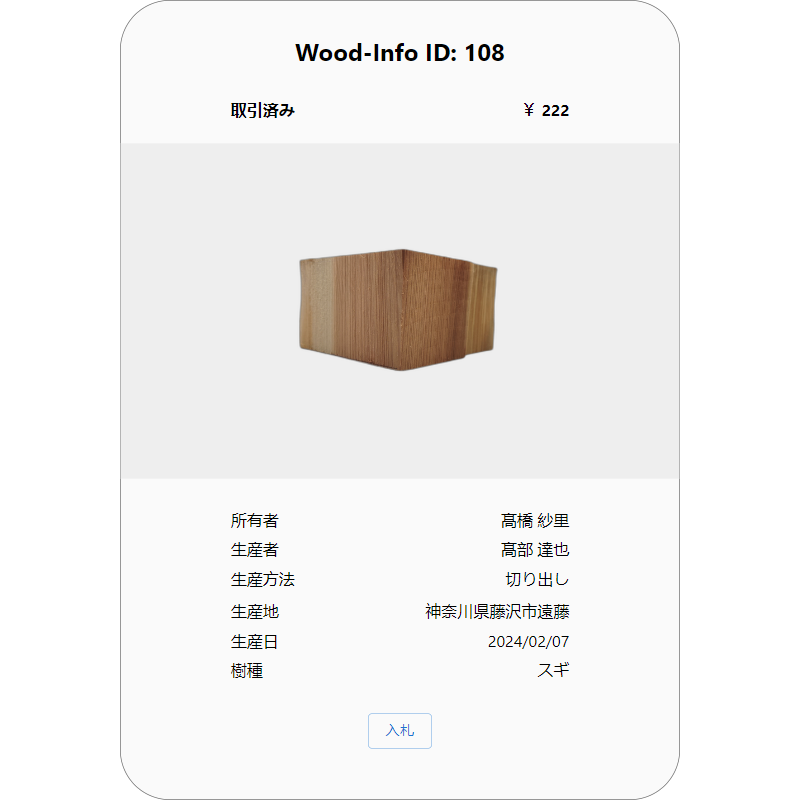 Wood-Info ID: 108
取引済み ￥ 222
所有者 髙橋 紗里
生産者 髙部 達也
生産方法 切り出し
生産地 神奈川県藤沢市遠藤
生産日 2024/02/07
樹種 スギ
入札